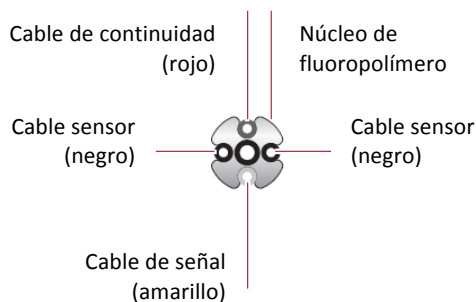 Cable de continuidad
(rojo)
Núcleo de
fluoropolímero
Cable sensor
(negro)
Cable sensor
(negro)
Cable de señal
(amarillo)